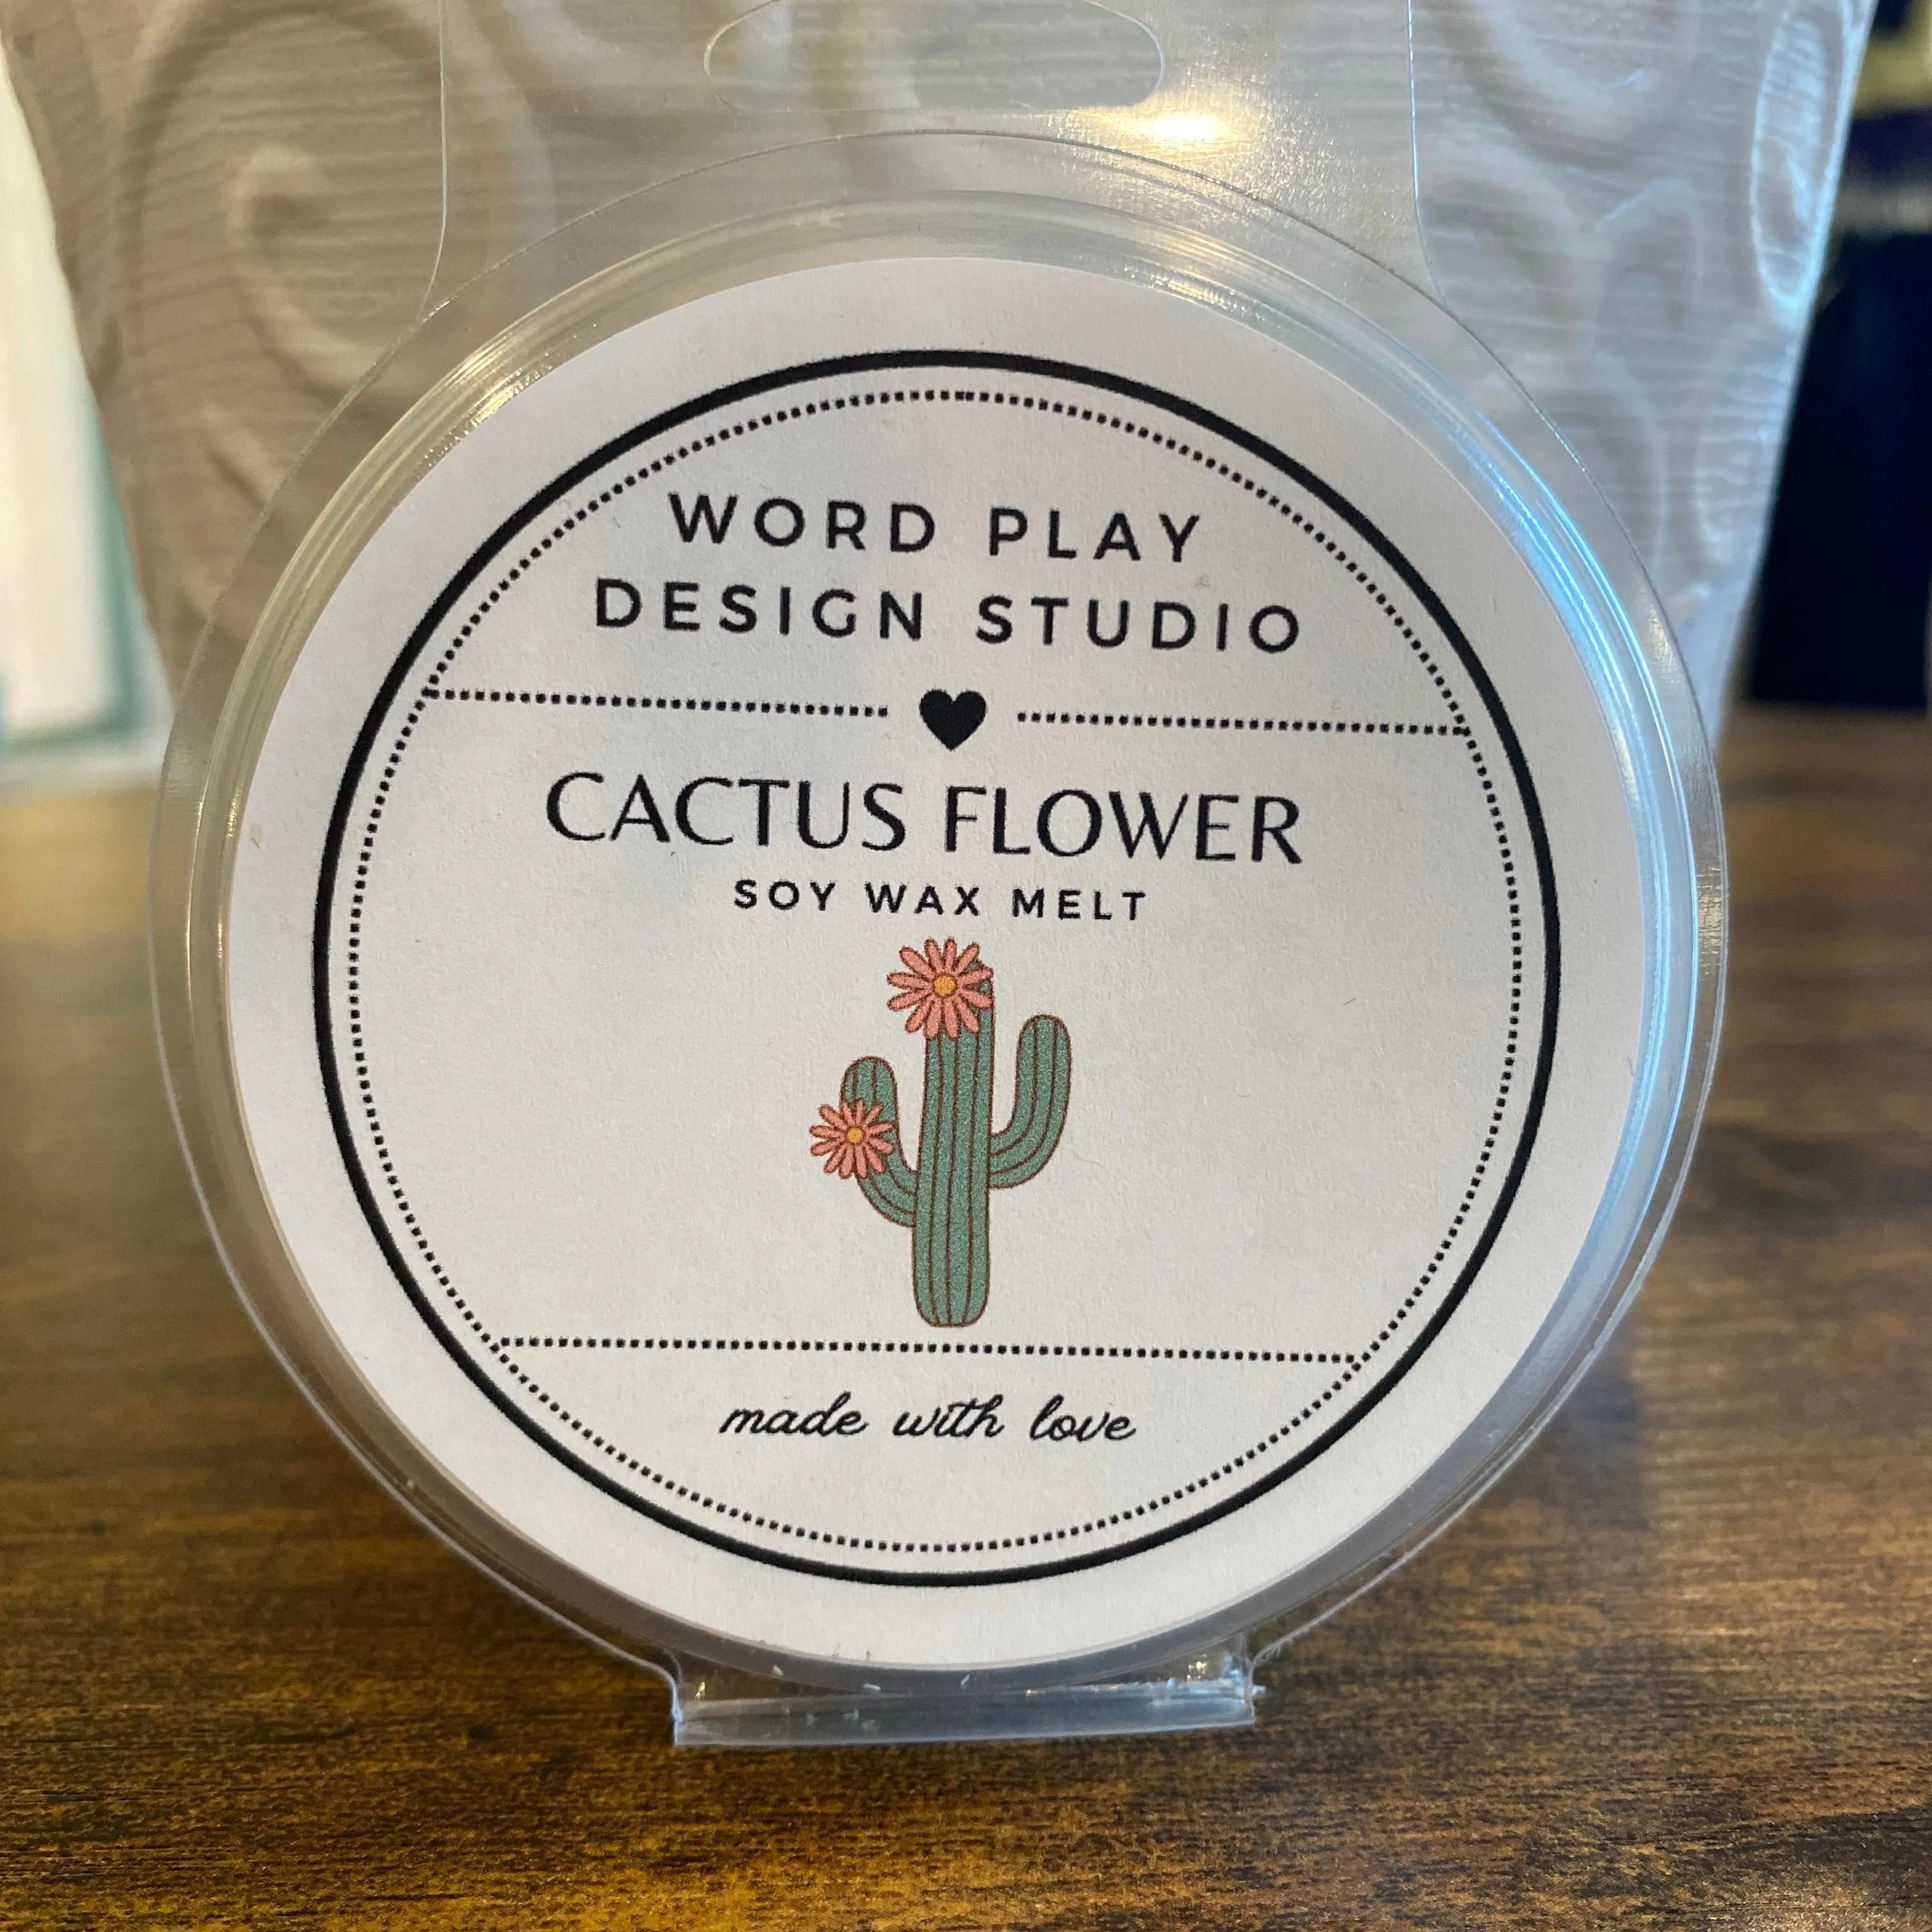 WORD PLAY
DESIGN STUDIO
CACTUS FLOWER
SOY WAX MELT
made with love